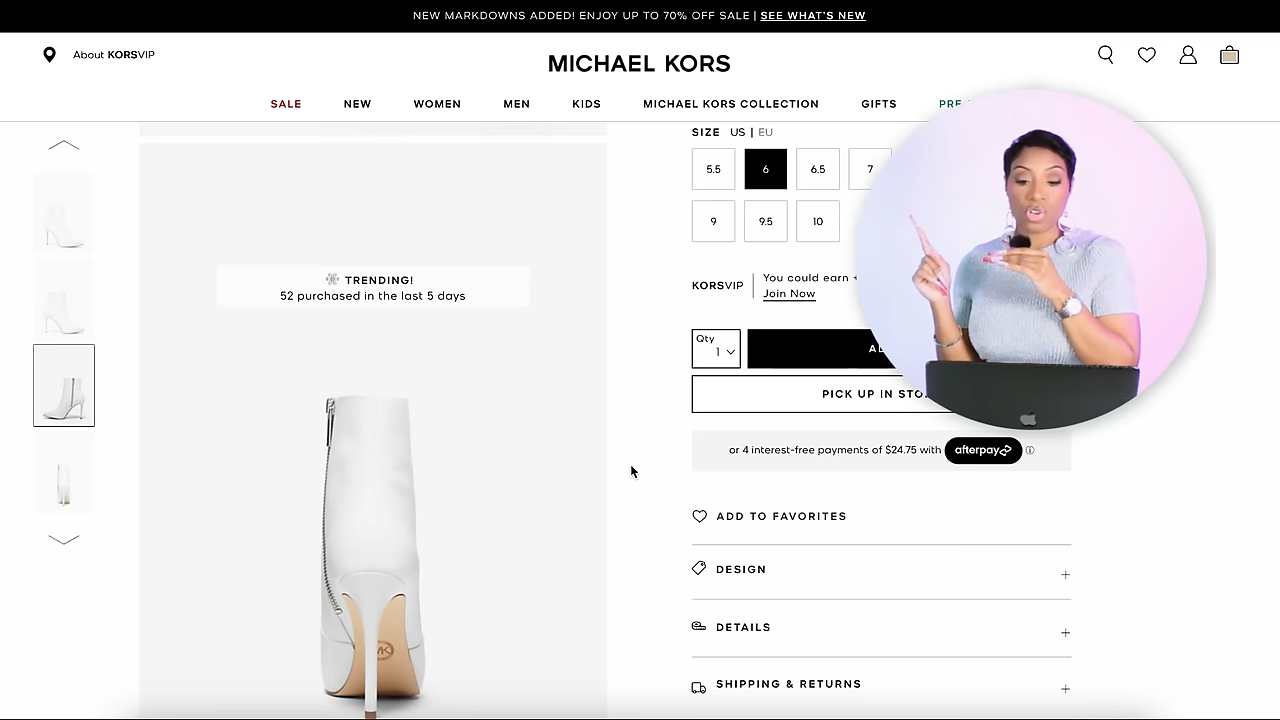 NEW MARKDOWNS ADDED! ENJOY UP TO 70% OFF SALE | SEE WHAT'S NEW
About KORSVIP
MICHAEL KORS
SALE NEW WOMEN MEN KIDS MICHAEL KORS COLLECTION GIFTS PRE
SIZE US | EU
5.5 6 6.5 7
9 9.5 10
TRENDING!
52 purchased in the last 5 days
KORSVIP
You could earn
Join Now
Qty
1
PICK UP IN STO
or 4 interest-free payments of $24.75 with afterpay
ADD TO FAVORITES
DESIGN
DETAILS
SHIPPING & RETURNS
MK